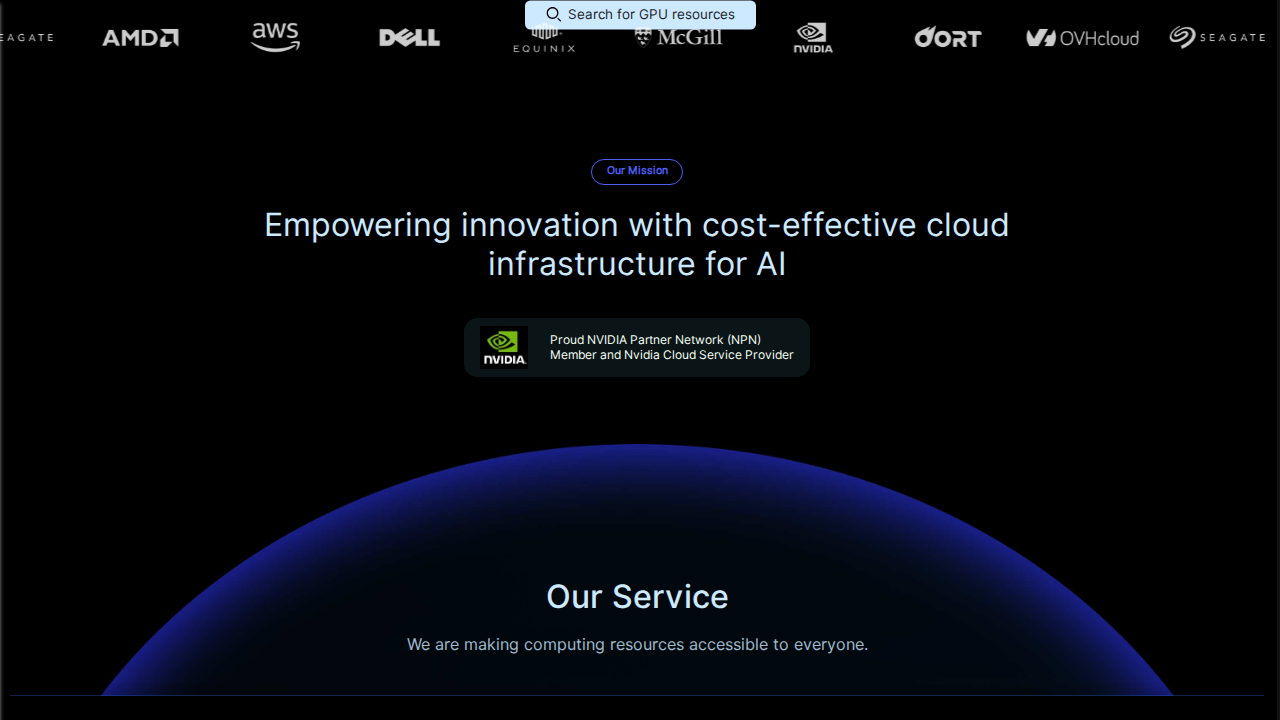 Search for GPU resources
SEAGATE AMD aws DELL EQUINIX McGill NVIDIA OORT OVHcloud SEAGATE
Our Mission
Empowering innovation with cost-effective cloud
infrastructure for AI
NVIDIA.
Proud NVIDIA Partner Network (NPN)
Member and Nvidia Cloud Service Provider
Our Service
We are making computing resources accessible to everyone.